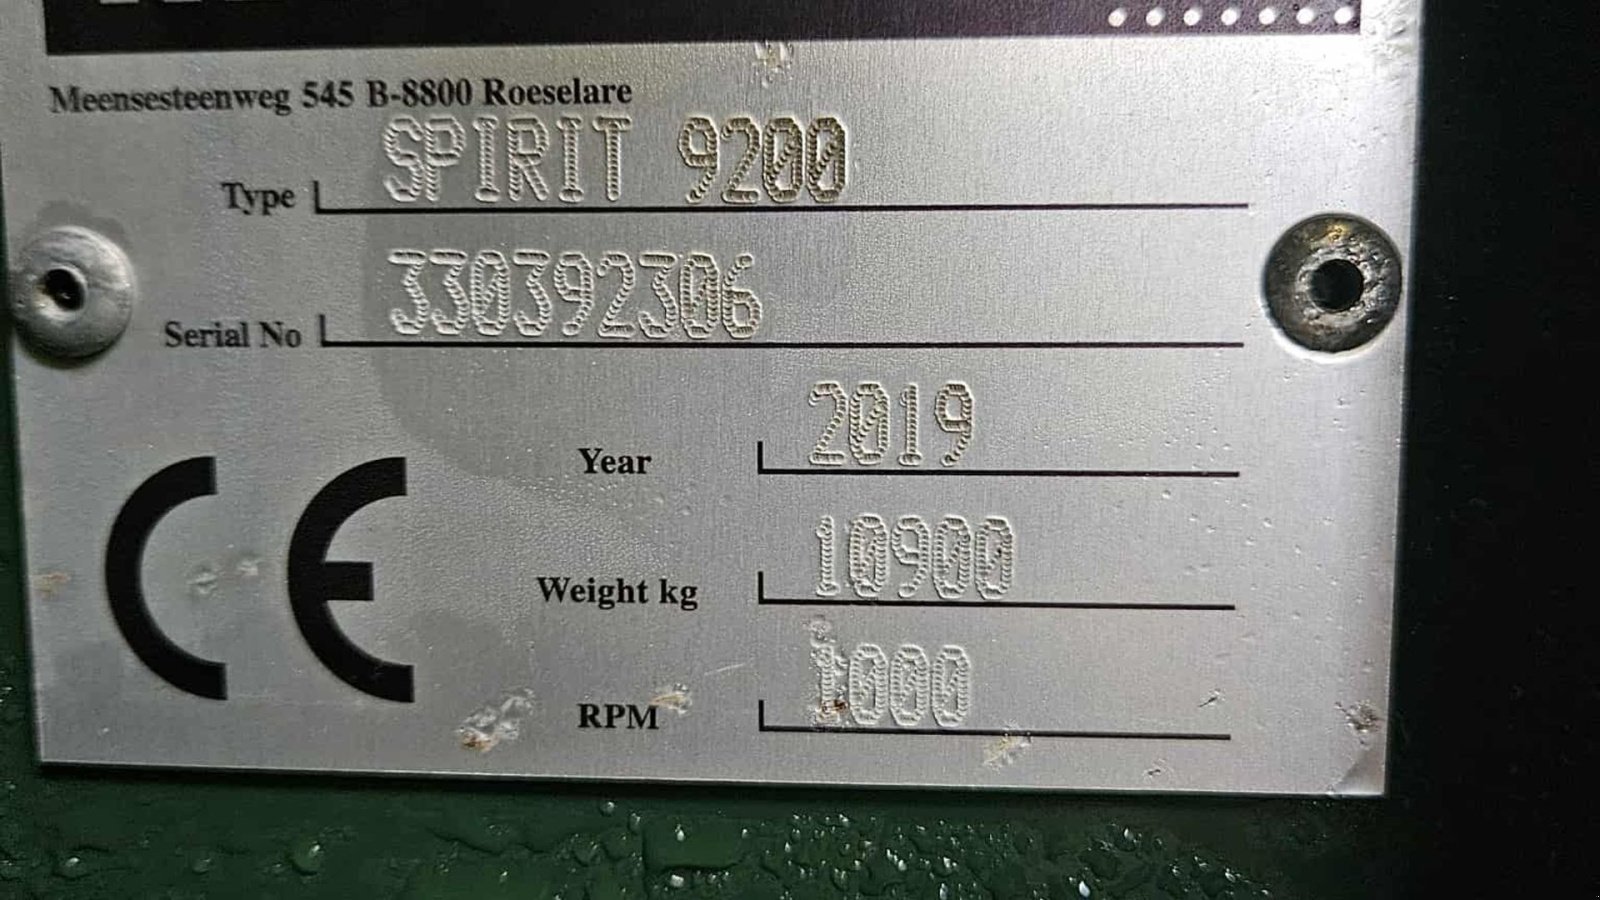 Meensesteenweg 545 B-8800 Roeselare
Type SPIRIT 9200
Serial No 330392306
CE
Year 2019
Weight kg 10900
RPM 1000